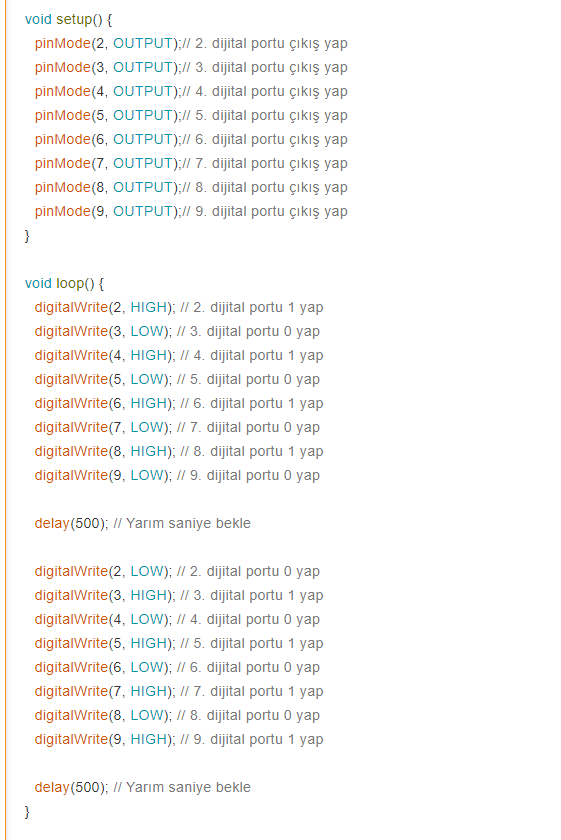 void setup() {
pinMode(2, OUTPUT);// 2. dijital portu çıkış yap
pinMode(3, OUTPUT);// 3. dijital portu çıkış yap
pinMode(4, OUTPUT);// 4. dijital portu çıkış yap
pinMode(5, OUTPUT);// 5. dijital portu çıkış yap
pinMode(6, OUTPUT);// 6. dijital portu çıkış yap
pinMode(7, OUTPUT);// 7. dijital portu çıkış yap
pinMode(8, OUTPUT);// 8. dijital portu çıkış yap
pinMode(9, OUTPUT);// 9. dijital portu çıkış yap
}
void loop() {
digitalWrite(2, HIGH); // 2. dijital portu 1 yap
digitalWrite(3, LOW); // 3. dijital portu 0 yap
digitalWrite(4, HIGH); // 4. dijital portu 1 yap
digitalWrite(5, LOW); // 5. dijital portu 0 yap
digitalWrite(6, HIGH); // 6. dijital portu 1 yap
digitalWrite(7, LOW); // 7. dijital portu 0 yap
digitalWrite(8, HIGH); // 8. dijital portu 1 yap
digitalWrite(9, LOW); // 9. dijital portu 0 yap
delay(500); // Yarım saniye bekle
digitalWrite(2, LOW); // 2. dijital portu 0 yap
digitalWrite(3, HIGH); // 3. dijital portu 1 yap
digitalWrite(4, LOW); // 4. dijital portu 0 yap
digitalWrite(5, HIGH); // 5. dijital portu 1 yap
digitalWrite(6, LOW); // 6. dijital portu 0 yap
digitalWrite(7, HIGH); // 7. dijital portu 1 yap
digitalWrite(8, LOW); // 8. dijital portu 0 yap
digitalWrite(9, HIGH); // 9. dijital portu 1 yap
delay(500); // Yarım saniye bekle
}